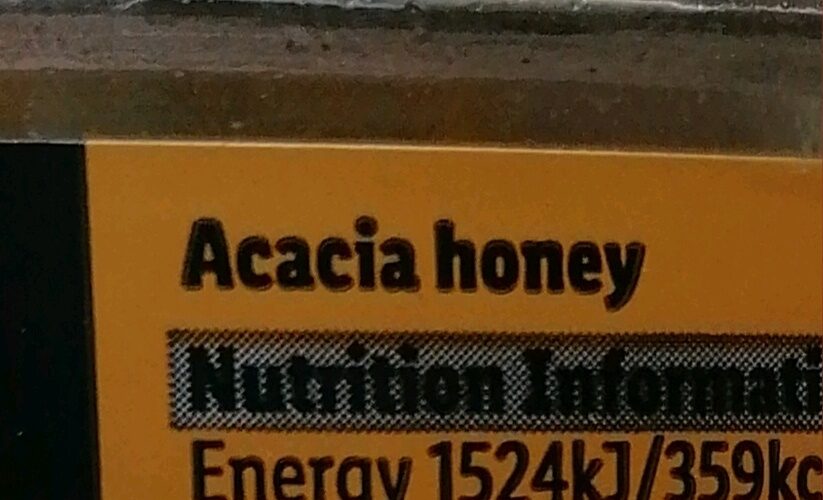 Acacia honey
Nutrition Informati
Energy 1524kJ/359kc